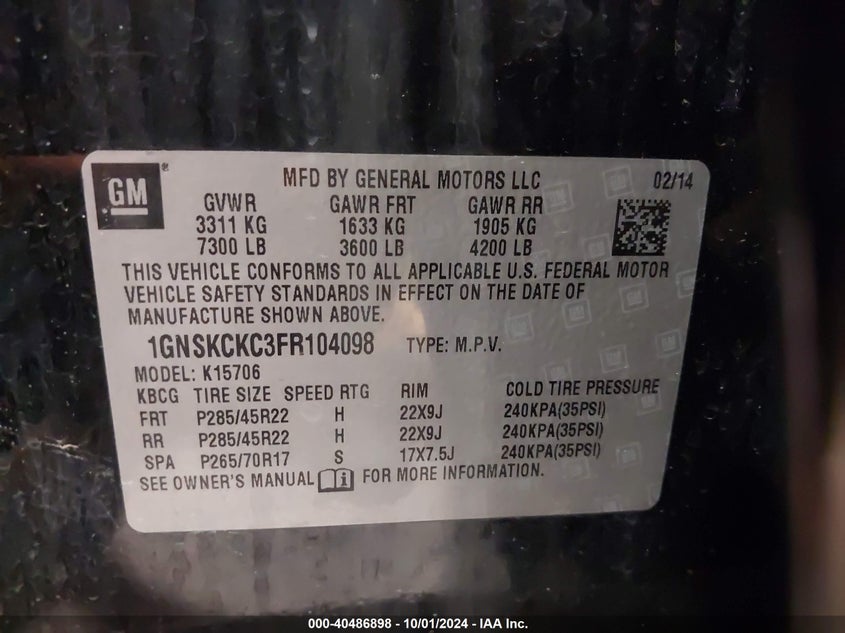 GM ®
MFD BY GENERAL MOTORS LLC 02/14
GVWR GAWR FRT GAWR RR
3311 KG 1633 KG 1905 KG
7300 LB 3600 LB 4200 LB
THIS VEHICLE CONFORMS TO ALL APPLICABLE U.S. FEDERAL MOTOR
VEHICLE SAFETY STANDARDS IN EFFECT ON THE DATE OF
MANUFACTURE SHOWN ABOVE.
1GNSKCKC3FR104098 TYPE: M.P.V.
MODEL: K15706
KBCG TIRE SIZE SPEED RTG RIM COLD TIRE PRESSURE
FRT P285/45R22 H 22X9J 240KPA(35PSI)
RR P285/45R22 H 22X9J 240KPA(35PSI)
SPA P265/70R17 S 17X7.5J 240KPA(35PSI)
SEE OWNER'S MANUAL i FOR MORE INFORMATION.
000-40486898 - 10/01/2024 - IAA Inc.